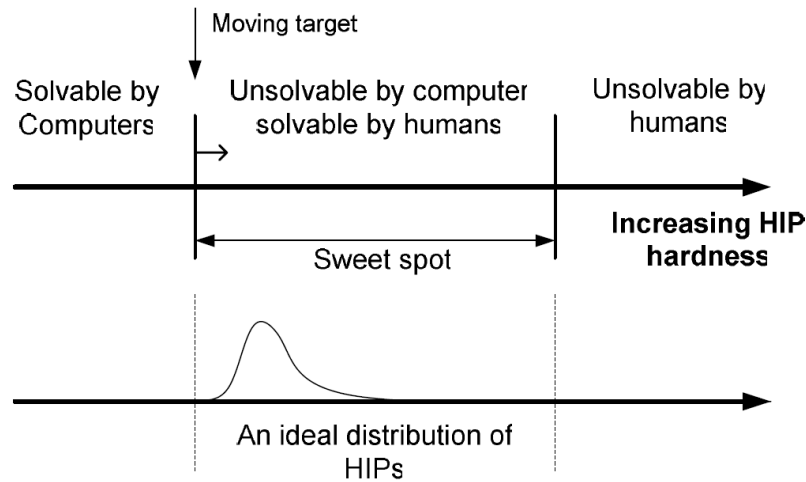 Moving target
Solvable by
Computers
Unsolvable by computer
solvable by humans
Unsolvable by
humans
Increasing HIP
hardness
Sweet spot
An ideal distribution of
HIPs